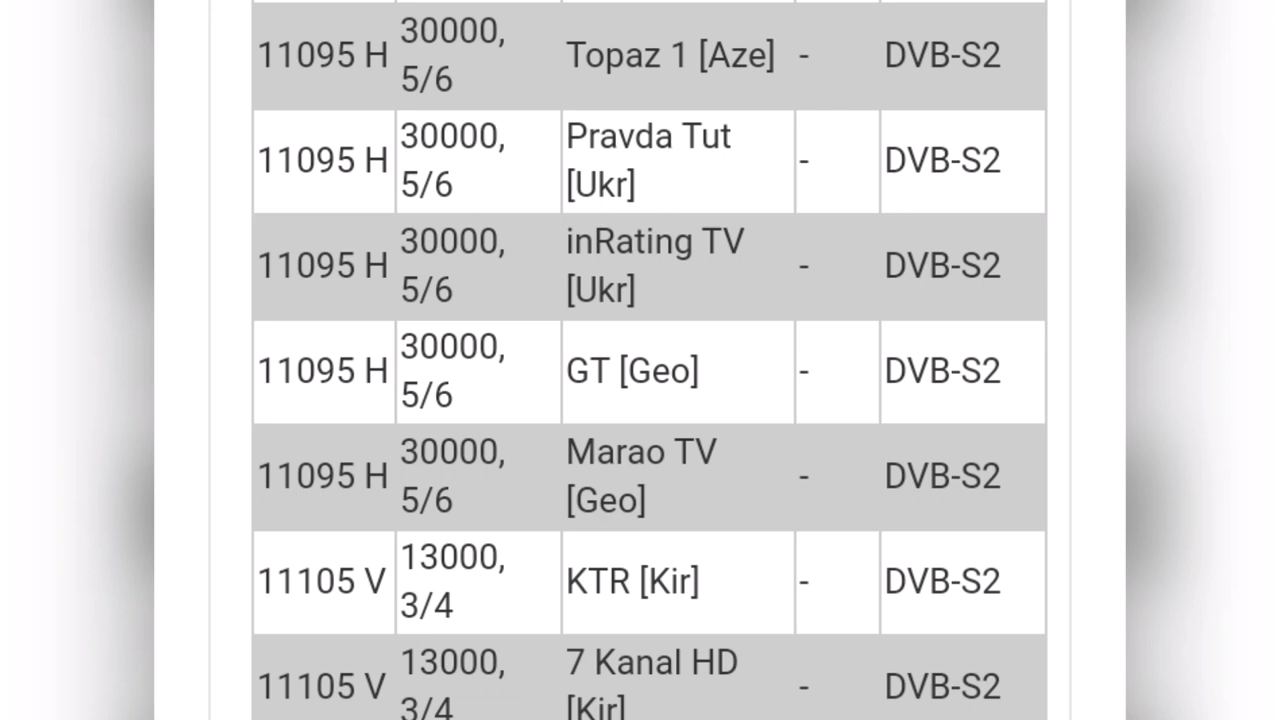 11095 H 30000, 5/6 Topaz 1 [Aze] - DVB-S2
11095 H 30000, 5/6 Pravda Tut [Ukr] - DVB-S2
11095 H 30000, 5/6 inRating TV [Ukr] - DVB-S2
11095 H 30000, 5/6 GT [Geo] - DVB-S2
11095 H 30000, 5/6 Marao TV [Geo] - DVB-S2
11105 V 13000, 3/4 KTR [Kir] - DVB-S2
11105 V 13000, 3/4 7 Kanal HD [Kir] - DVB-S2